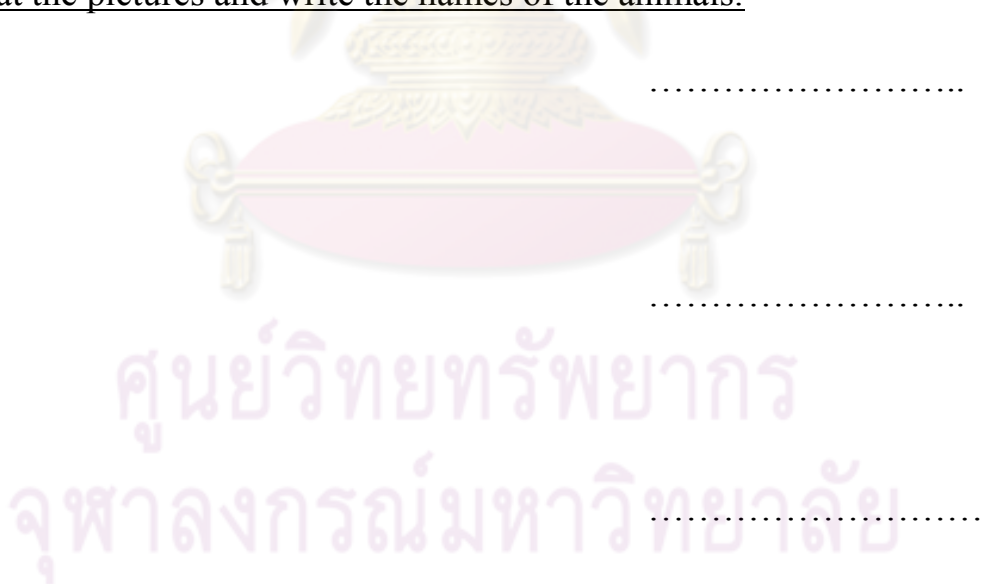 at the pictures and write the names of the animals.
……………………..
……………………..
ศูนย์วิทยทรัพยากร
จุฬาลงกรณ์มหาวิทยาลัย
………………………